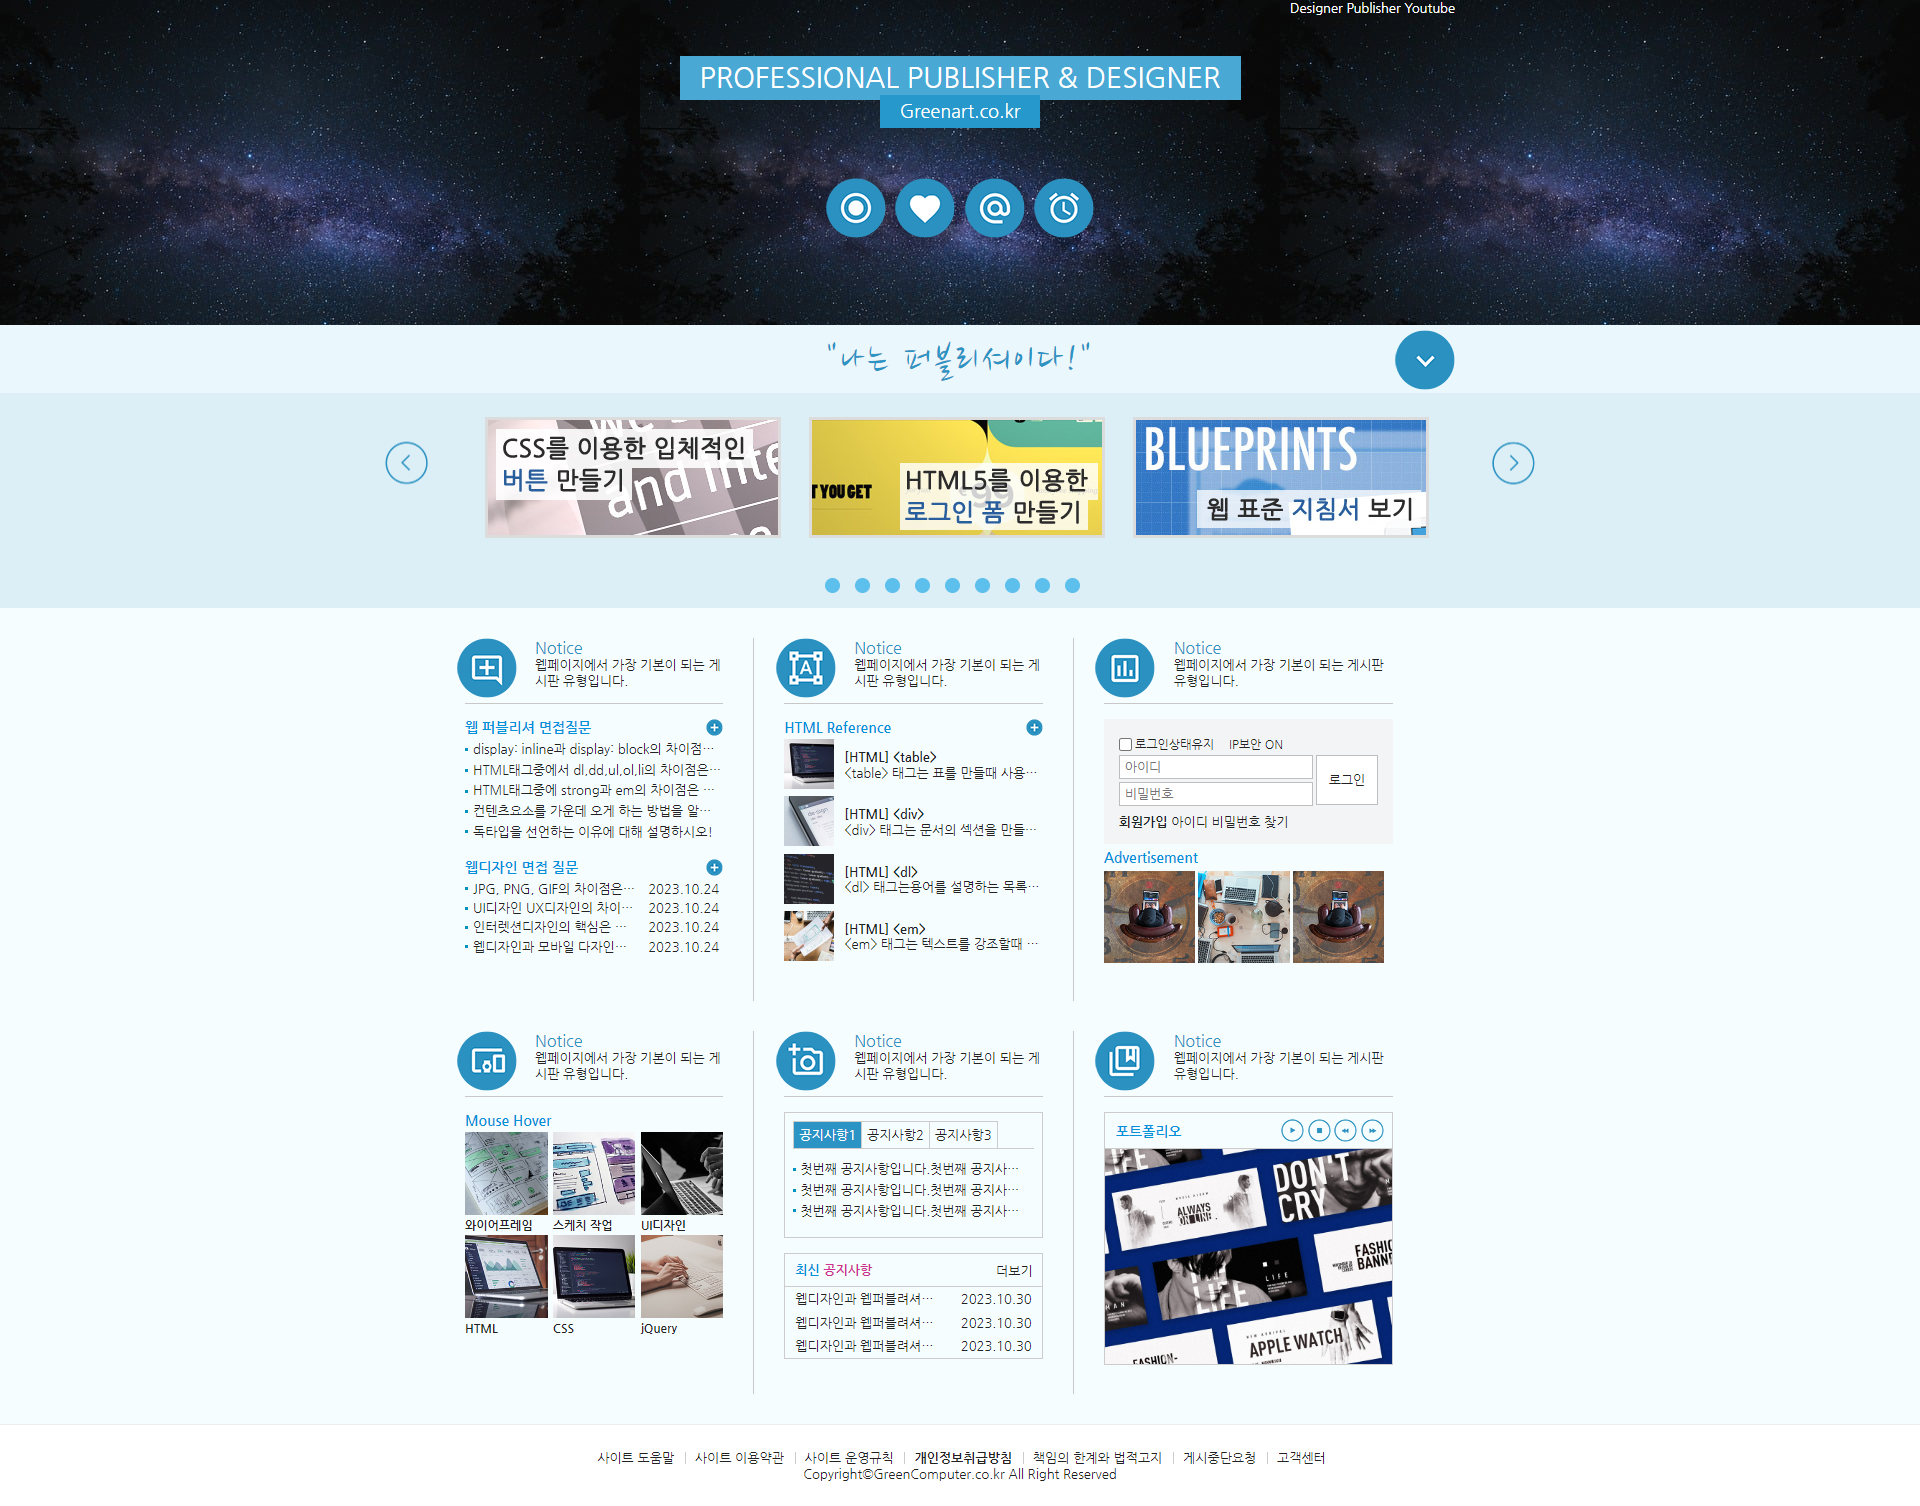 Designer Publisher Youtube
PROFESSIONAL PUBLISHER & DESIGNER
Greenart.co.kr
"나는 퍼블리셔이다!"
CSS를 이용한 입체적인
버튼 만들기
and inte
T YOU GET
HTML5를 이용한
로그인 폼 만들기
BLUEPRINTS
웹 표준 지침서 보기
Notice
웹페이지에서 가장 기본이 되는 게
시판 유형입니다.
웹 퍼블리셔 면접질문
display: inline과 display: block의 차이점…
HTML태그중에서 dl,dd,ul,ol,li의 차이점은…
HTML태그중에 strong과 em의 차이점은 …
컨텐츠요소를 가운데 오게 하는 방법을 알…
독타입을 선언하는 이유에 대해 설명하시오!
웹디자인 면접 질문
JPG, PNG, GIF의 차이점은… 2023.10.24
UI디자인 UX디자인의 차이… 2023.10.24
인터렛션디자인의 핵심은 … 2023.10.24
웹디자인과 모바일 다자인… 2023.10.24
Notice
웹페이지에서 가장 기본이 되는 게
시판 유형입니다.
HTML Reference
[HTML] <table>
<table> 태그는 표를 만들때 사용…
[HTML] <div>
<div> 태그는 문서의 섹션을 만들…
[HTML] <dl>
<dl> 태그는용어를 설명하는 목록…
[HTML] <em>
<em> 태그는 텍스트를 강조할때 …
Notice
웹페이지에서 가장 기본이 되는 게시판
유형입니다.
로그인상태유지 IP보안 ON
아이디
비밀번호
로그인
회원가입 아이디 비밀번호 찾기
Advertisement
Notice
웹페이지에서 가장 기본이 되는 게
시판 유형입니다.
Mouse Hover
와이어프레임 스케치 작업 UI디자인
HTML CSS jQuery
Notice
웹페이지에서 가장 기본이 되는 게
시판 유형입니다.
공지사항1 공지사항2 공지사항3
첫번째 공지사항입니다.첫번째 공지사…
첫번째 공지사항입니다.첫번째 공지사…
첫번째 공지사항입니다.첫번째 공지사…
최신 공지사항 더보기
웹디자인과 웹퍼블려셔… 2023.10.30
웹디자인과 웹퍼블려셔… 2023.10.30
웹디자인과 웹퍼블려셔… 2023.10.30
Notice
웹페이지에서 가장 기본이 되는 게시판
유형입니다.
포트폴리오
LIFE
DON'T
CRY
ALWAYS
FASHIO
BANNE
LIFE
LIFE
APPLE WATCH
FASHION-
사이트 도움말 사이트 이용약관 사이트 운영규칙 개인정보취급방침 책임의 한계와 법적고지 게시중단요청 고객센터
Copyright©GreenComputer.co.kr All Right Reserved